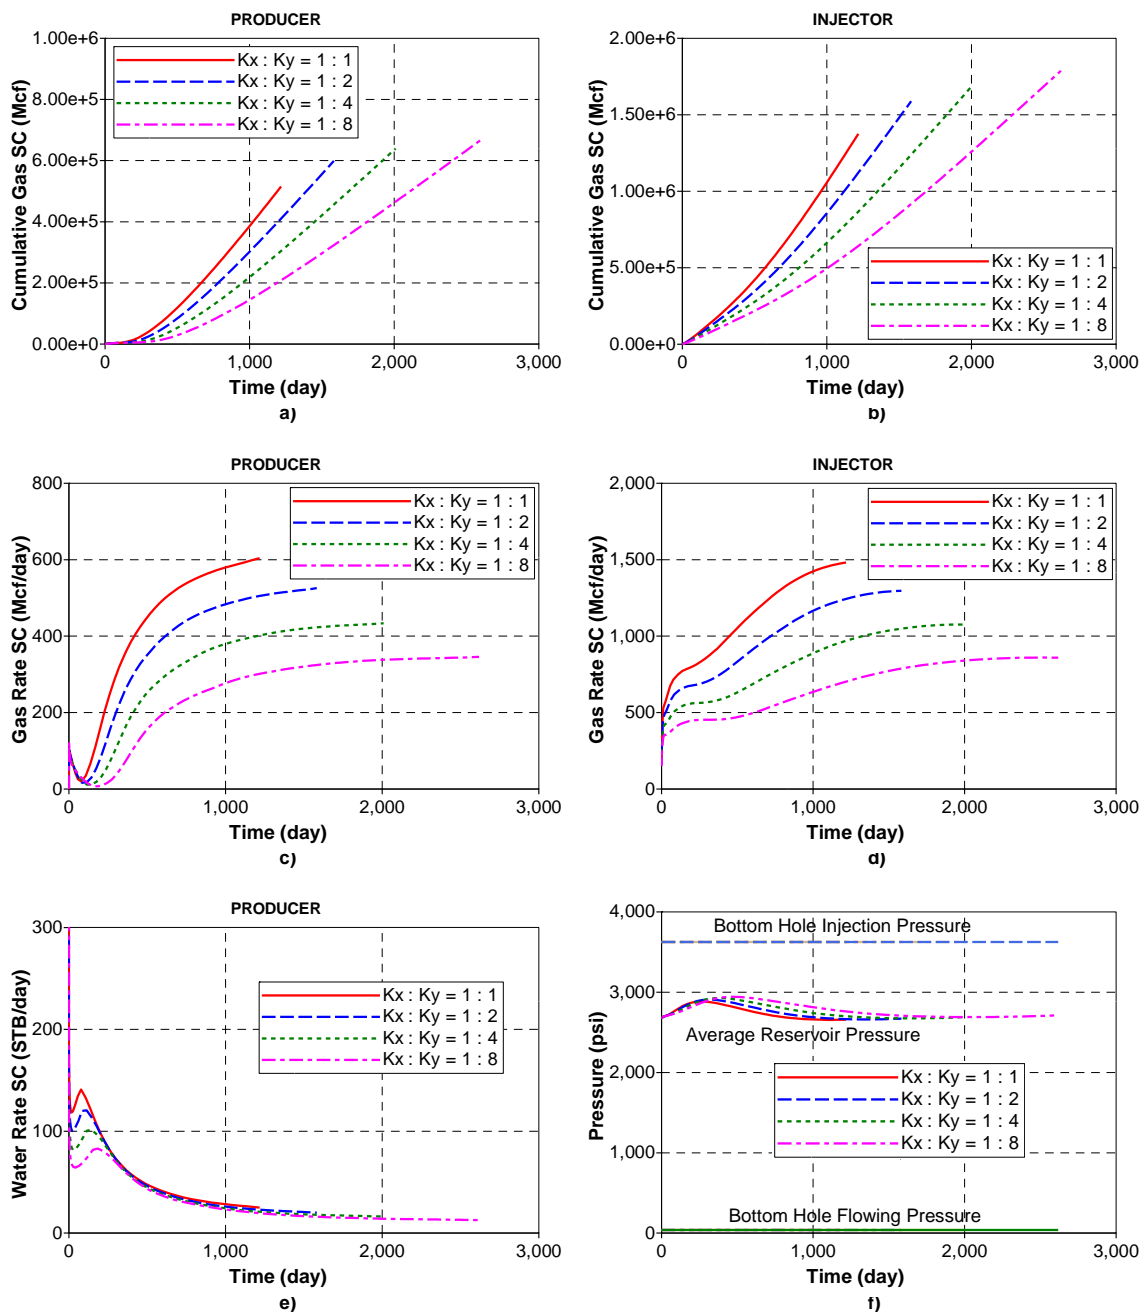 PRODUCER
1.00e+6
8.00e+5
6.00e+5
4.00e+5
2.00e+5
0.00e+0
Cumulative Gas SC (Mcf)
Kx : Ky = 1 : 1
Kx : Ky = 1 : 2
Kx : Ky = 1 : 4
Kx : Ky = 1 : 8
0 1,000 2,000 3,000
Time (day)
a)
INJECTOR
2.00e+6
1.50e+6
1.00e+6
5.00e+5
0.00e+0
Cumulative Gas SC (Mcf)
Kx : Ky = 1 : 1
Kx : Ky = 1 : 2
Kx : Ky = 1 : 4
Kx : Ky = 1 : 8
0 1,000 2,000 3,000
Time (day)
b)
PRODUCER
800
600
400
200
0
Gas Rate SC (Mcf/day)
Kx : Ky = 1 : 1
Kx : Ky = 1 : 2
Kx : Ky = 1 : 4
Kx : Ky = 1 : 8
0 1,000 2,000 3,000
Time (day)
c)
INJECTOR
2,000
1,500
1,000
500
0
Gas Rate SC (Mcf/day)
Kx : Ky = 1 : 1
Kx : Ky = 1 : 2
Kx : Ky = 1 : 4
Kx : Ky = 1 : 8
0 1,000 2,000 3,000
Time (day)
d)
PRODUCER
300
200
100
0
Water Rate SC (STB/day)
Kx : Ky = 1 : 1
Kx : Ky = 1 : 2
Kx : Ky = 1 : 4
Kx : Ky = 1 : 8
0 1,000 2,000 3,000
Time (day)
e)
4,000
3,000
2,000
1,000
0
Pressure (psi)
Bottom Hole Injection Pressure
Average Reservoir Pressure
Kx : Ky = 1 : 1
Kx : Ky = 1 : 2
Kx : Ky = 1 : 4
Kx : Ky = 1 : 8
Bottom Hole Flowing Pressure
0 1,000 2,000 3,000
Time (day)
f)